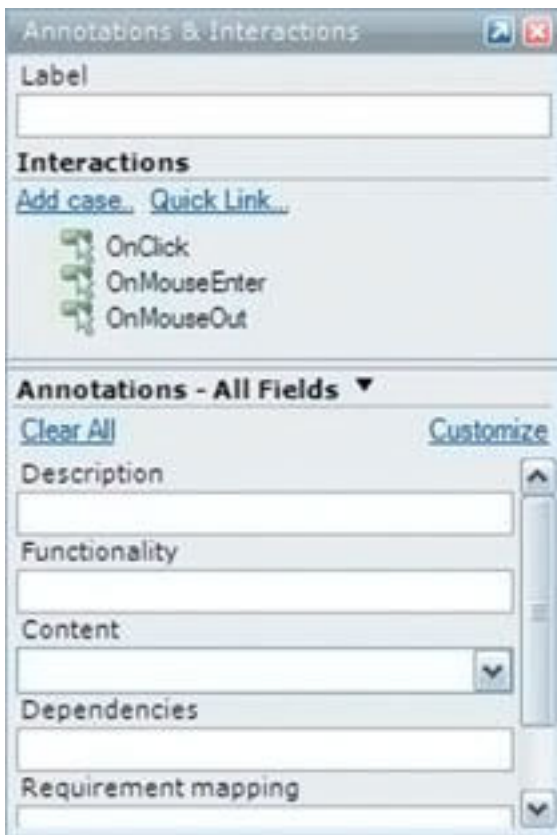 Annotations & Interactions
Label
Interactions
Add case.. Quick Link...
OnClick
OnMouseEnter
OnMouseOut
Annotations - All Fields ▼
Clear All Customize
Description
Functionality
Content
Dependencies
Requirement mapping